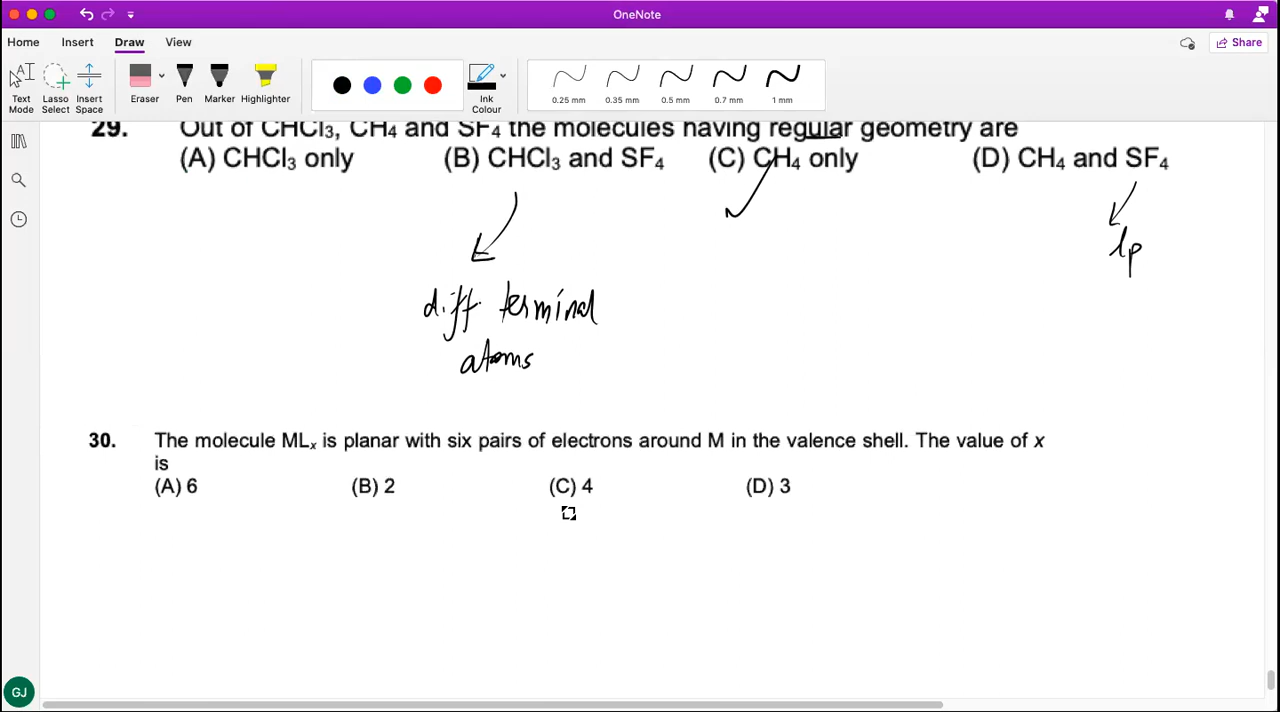 OneNote
Home Insert Draw View
Share
Text Mode
Lasso Select
Insert Space
Eraser
Pen
Marker
Highlighter
Ink Colour
0.25 mm 0.35 mm 0.5 mm 0.7 mm 1 mm
29. Out of CHCl₃, CH₄ and SF₄ the molecules having regular geometry are
(A) CHCl₃ only (B) CHCl₃ and SF₄ (C) CH₄ only (D) CH₄ and SF₄
lp
diff. terminal
atoms
30. The molecule MLₓ is planar with six pairs of electrons around M in the valence shell. The value of x
is
(A) 6 (B) 2 (C) 4 (D) 3
GJ